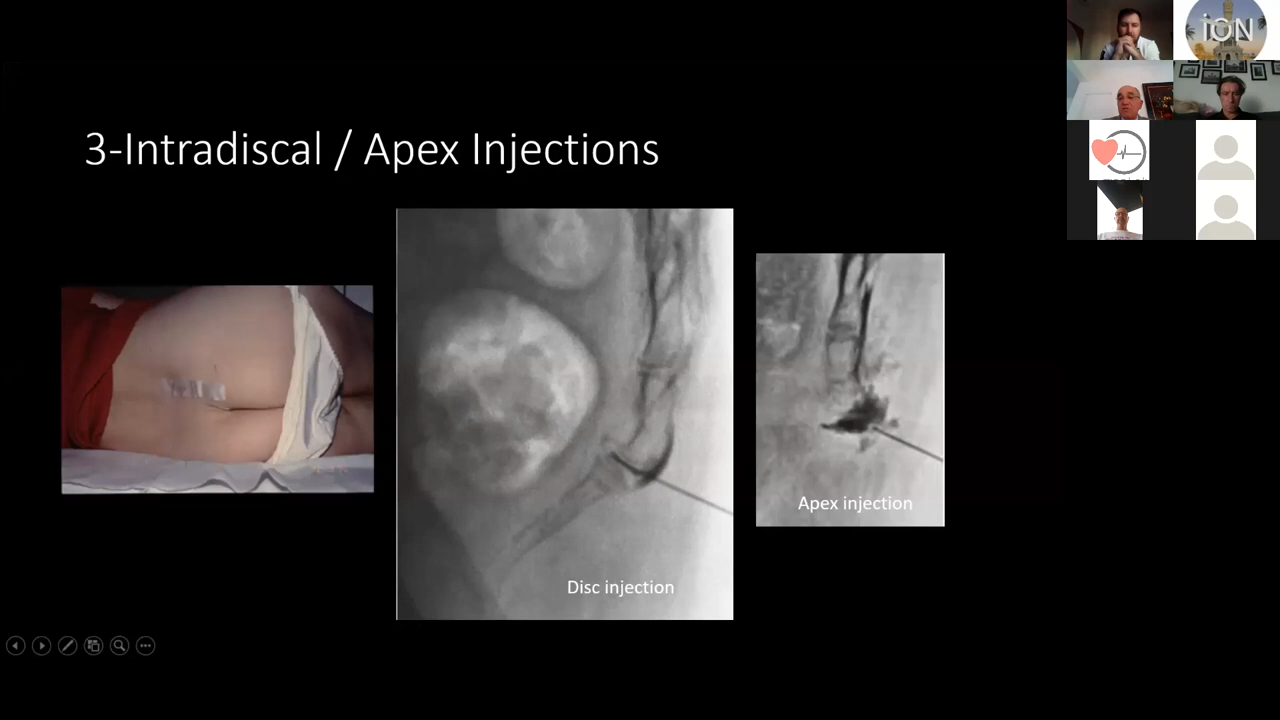 3-Intradiscal / Apex Injections
iON
Disc injection
Apex injection